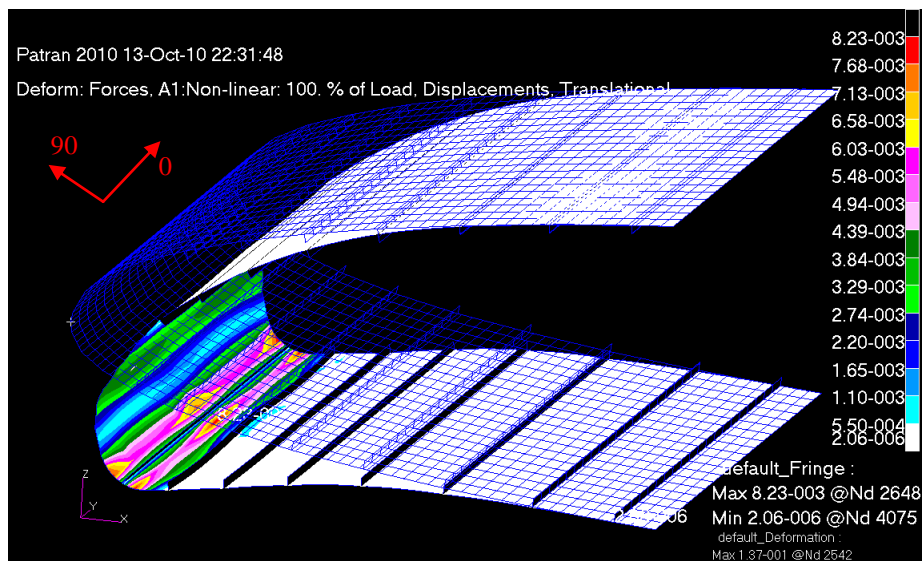 Patran 2010 13-Oct-10 22:31:48
Deform: Forces, A1:Non-linear: 100. % of Load, Displacements, Translational
90
0
8.23-003
7.68-003
7.13-003
6.58-003
6.03-003
5.48-003
4.94-003
4.39-003
3.84-003
3.29-003
2.74-003
2.20-003
1.65-003
1.10-003
5.50-004
2.06-006
Z
Y
X
default_Fringe :
Max 8.23-003 @Nd 2648
Min 2.06-006 @Nd 4075
default_Deformation :
Max 1.37-001 @Nd 2542